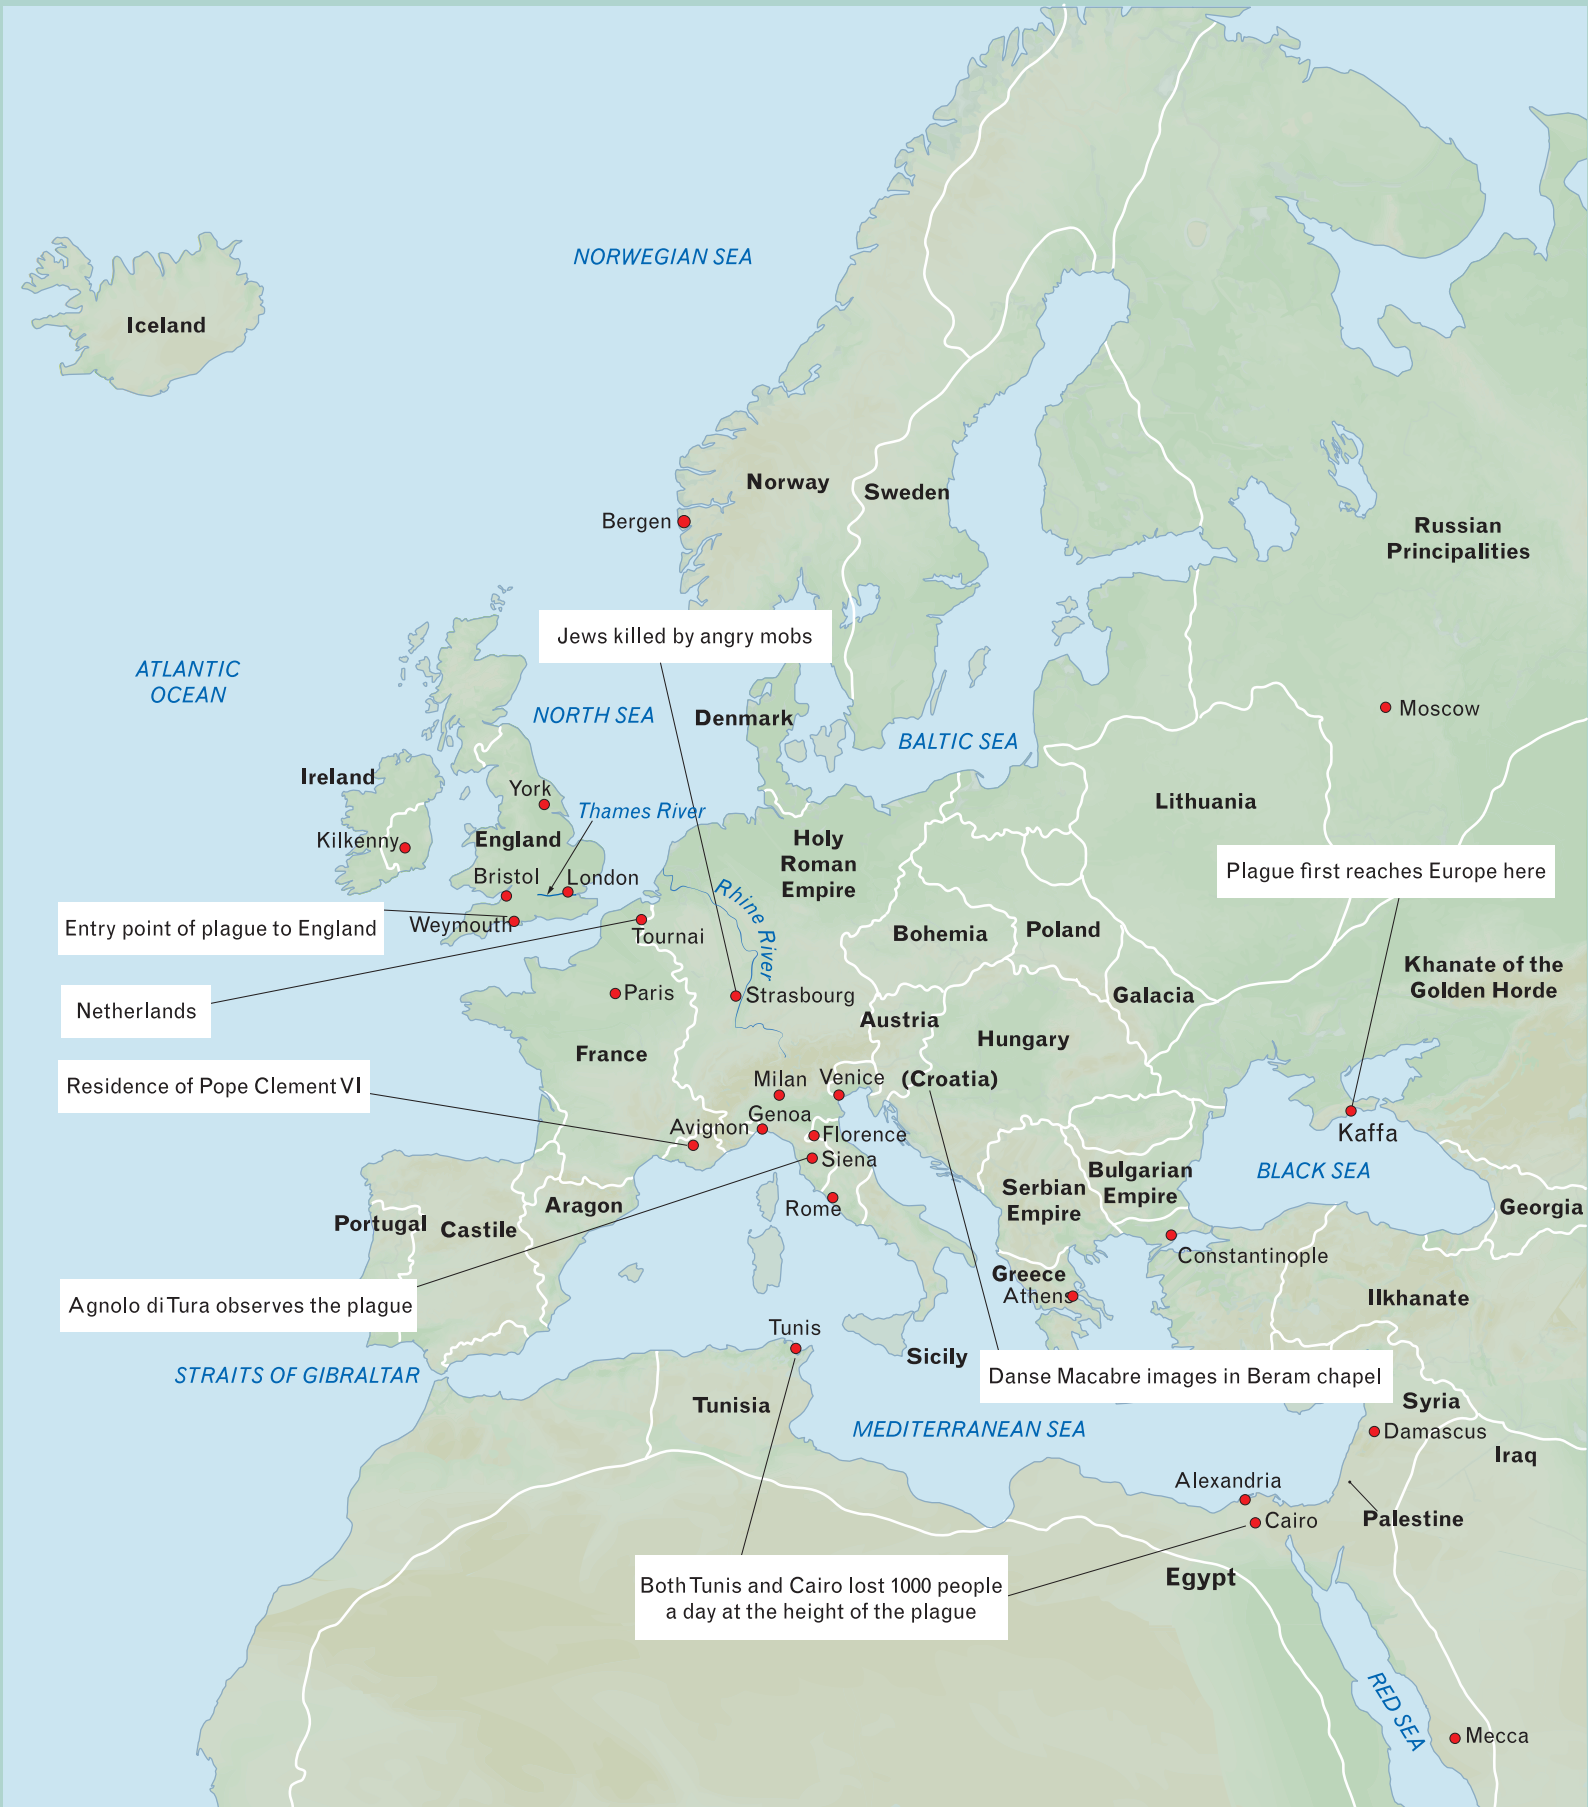 NORWEGIAN SEA
Iceland
Norway
Sweden
Bergen
Russian
Principalities
Jews killed by angry mobs
ATLANTIC
OCEAN
NORTH SEA
Denmark
BALTIC SEA
Moscow
Ireland
York
Thames River
Lithuania
Kilkenny
England
Holy
Roman
Empire
Bristol
London
Rhine River
Plague first reaches Europe here
Entry point of plague to England
Weymouth
Tournai
Bohemia
Poland
Khanate of the
Golden Horde
Netherlands
Paris
Strasbourg
Galacia
Austria
Hungary
France
Residence of Pope Clement VI
Milan
Venice
(Croatia)
Genoa
Avignon
Florence
Kaffa
Siena
Bulgarian
Empire
BLACK SEA
Serbian
Empire
Rome
Aragon
Portugal
Castile
Georgia
Constantinople
Greece
Athens
Ilkhanate
Agnolo di Tura observes the plague
Tunis
Sicily
STRAITS OF GIBRALTAR
Danse Macabre images in Beram chapel
Tunisia
Syria
MEDITERRANEAN SEA
Damascus
Iraq
Alexandria
Cairo
Palestine
Both Tunis and Cairo lost 1000 people
a day at the height of the plague
Egypt
RED SEA
Mecca